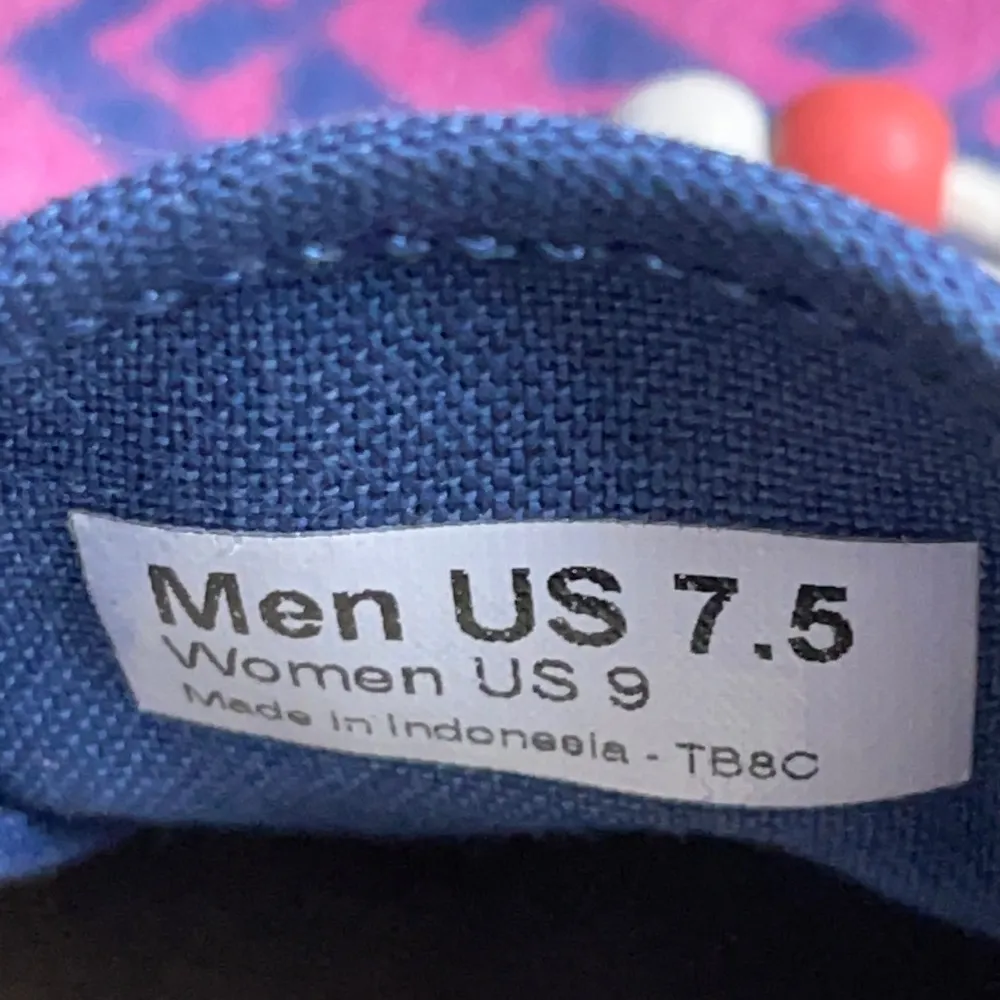 Men US 7.5
Women US 9
Made in Indonesia - TB8C